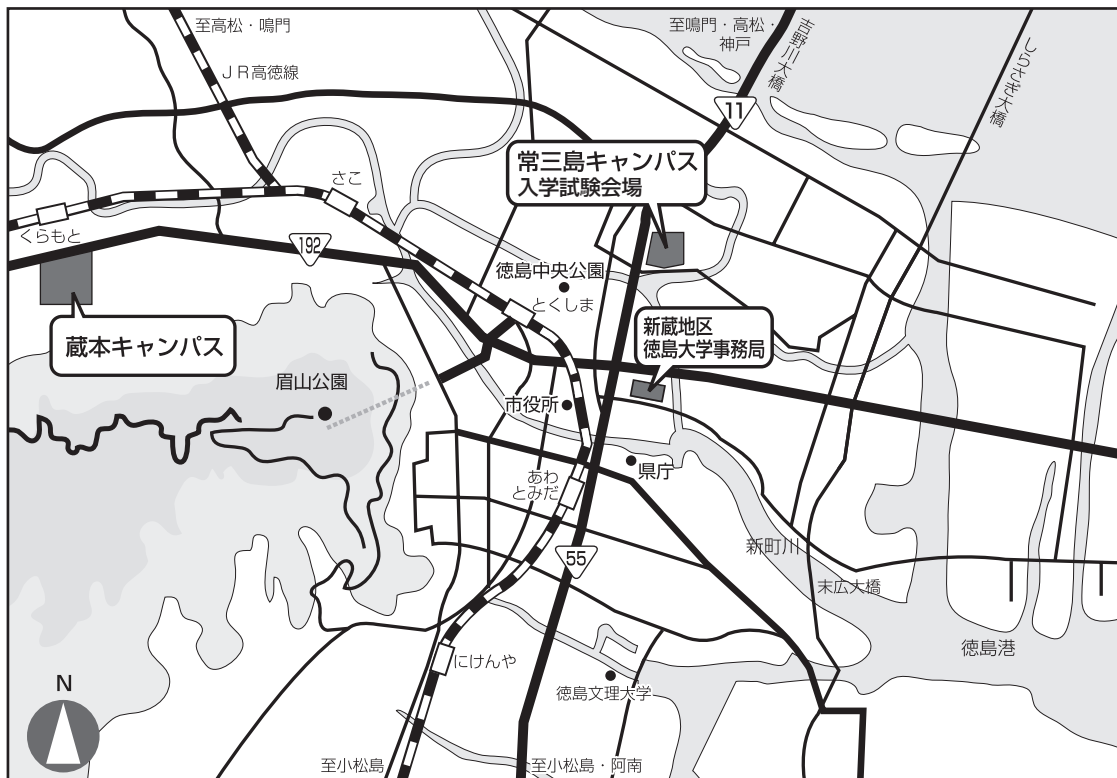 至高松・鳴門
ＪＲ高徳線
至鳴門・高松・
神戸
吉野川大橋
しらさぎ大橋
11
常三島キャンパス
入学試験会場
さこ
くらもと
192
徳島中央公園
とくしま
蔵本キャンパス
新蔵地区
徳島大学事務局
眉山公園
市役所
県庁
あわ
とみだ
新町川
55
末広大橋
徳島港
にけんや
徳島文理大学
N
至小松島
至小松島・阿南